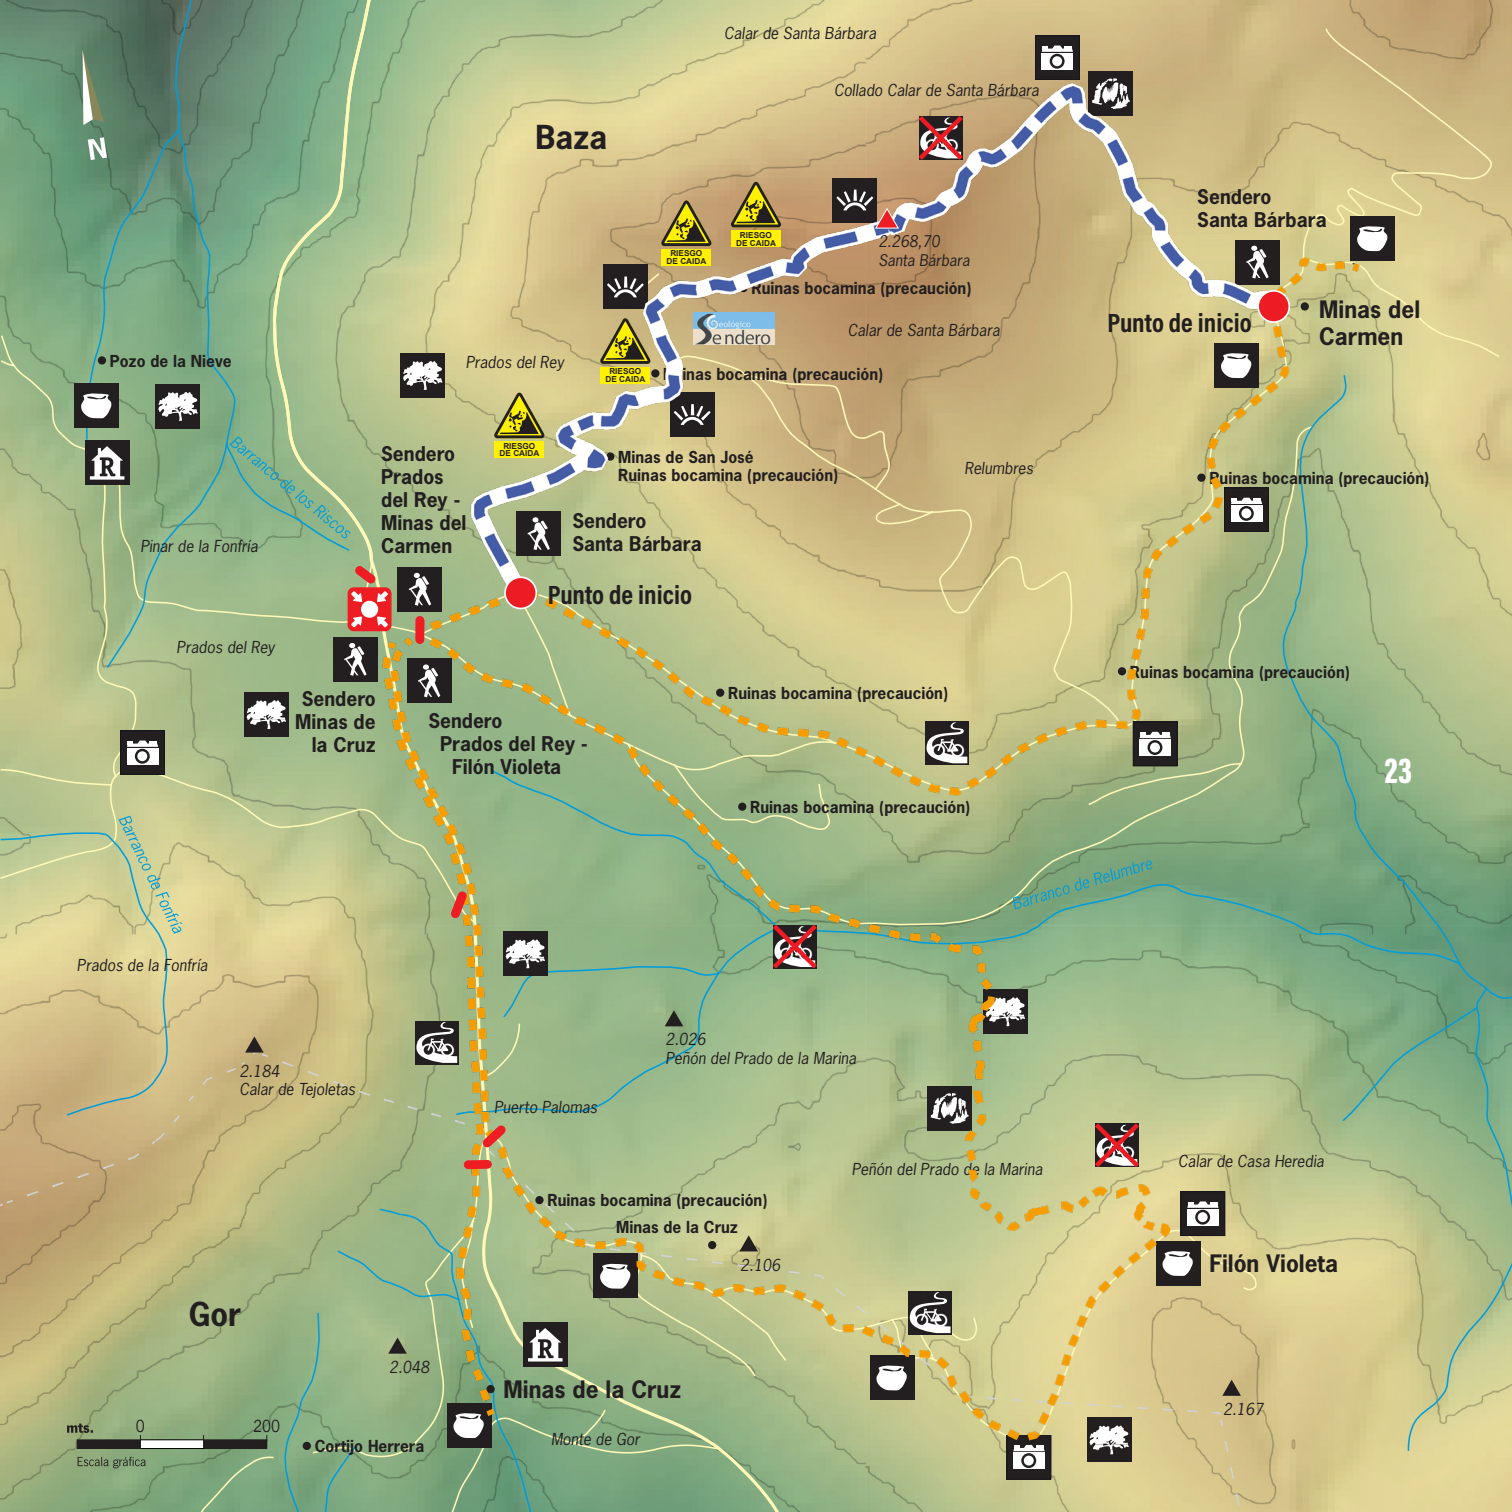 Calar de Santa Bárbara
Collado Calar de Santa Bárbara
N
Baza
Sendero
Santa Bárbara
RIESGO
DE CAIDA
RIESGO
DE CAIDA
2.268,70
Santa Bárbara
Ruinas bocamina (precaución)
Punto de inicio
Minas del
Carmen
Geológico
Sendero
Calar de Santa Bárbara
Pozo de la Nieve
Prados del Rey
RIESGO
DE CAIDA
Ruinas bocamina (precaución)
RIESGO
DE CAIDA
Barranco de los Riscos
Sendero
Prados
del Rey -
Minas del
Carmen
Minas de San José
Ruinas bocamina (precaución)
Relumbres
Ruinas bocamina (precaución)
R
Sendero
Santa Bárbara
Pinar de la Fonfría
Punto de inicio
Prados del Rey
Sendero
Minas de
la Cruz
Sendero
Prados del Rey -
Filón Violeta
Ruinas bocamina (precaución)
Ruinas bocamina (precaución)
23
Ruinas bocamina (precaución)
Barranco de Fonfría
Barranco de Relumbre
Prados de la Fonfría
2.026
Peñón del Prado de la Marina
2.184
Calar de Tejoletas
Puerto Palomas
Peñón del Prado de la Marina
Calar de Casa Heredia
Ruinas bocamina (precaución)
Minas de la Cruz
2.106
Filón Violeta
Gor
2.048
R
Minas de la Cruz
2.167
mts.
0
200
Escala gráfica
Cortijo Herrera
Monte de Gor